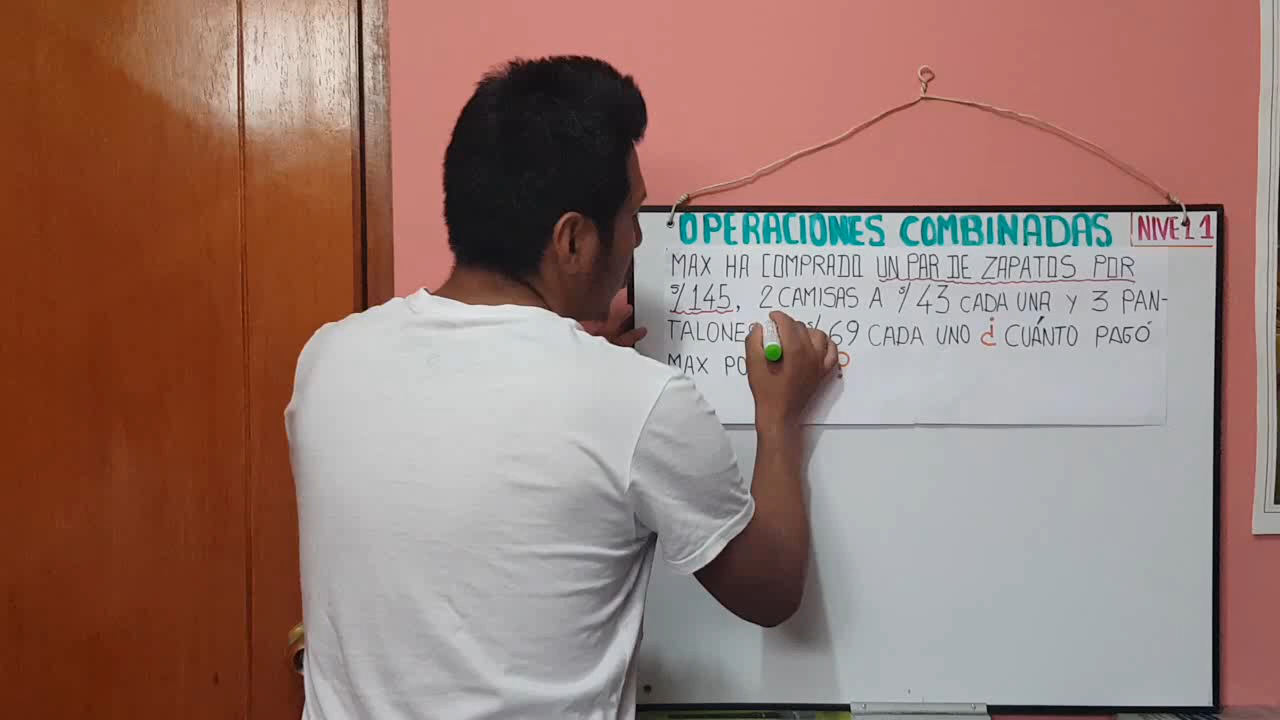 OPERACIONES COMBINADAS NIVEL 1
MAX HA COMPRADO UN PAR DE ZAPATOS POR
S/145, 2 CAMISAS A S/43 CADA UNA Y 3 PAN-
TALONES S/69 CADA UNO ¿ CUÁNTO PAGÓ
MAX ?